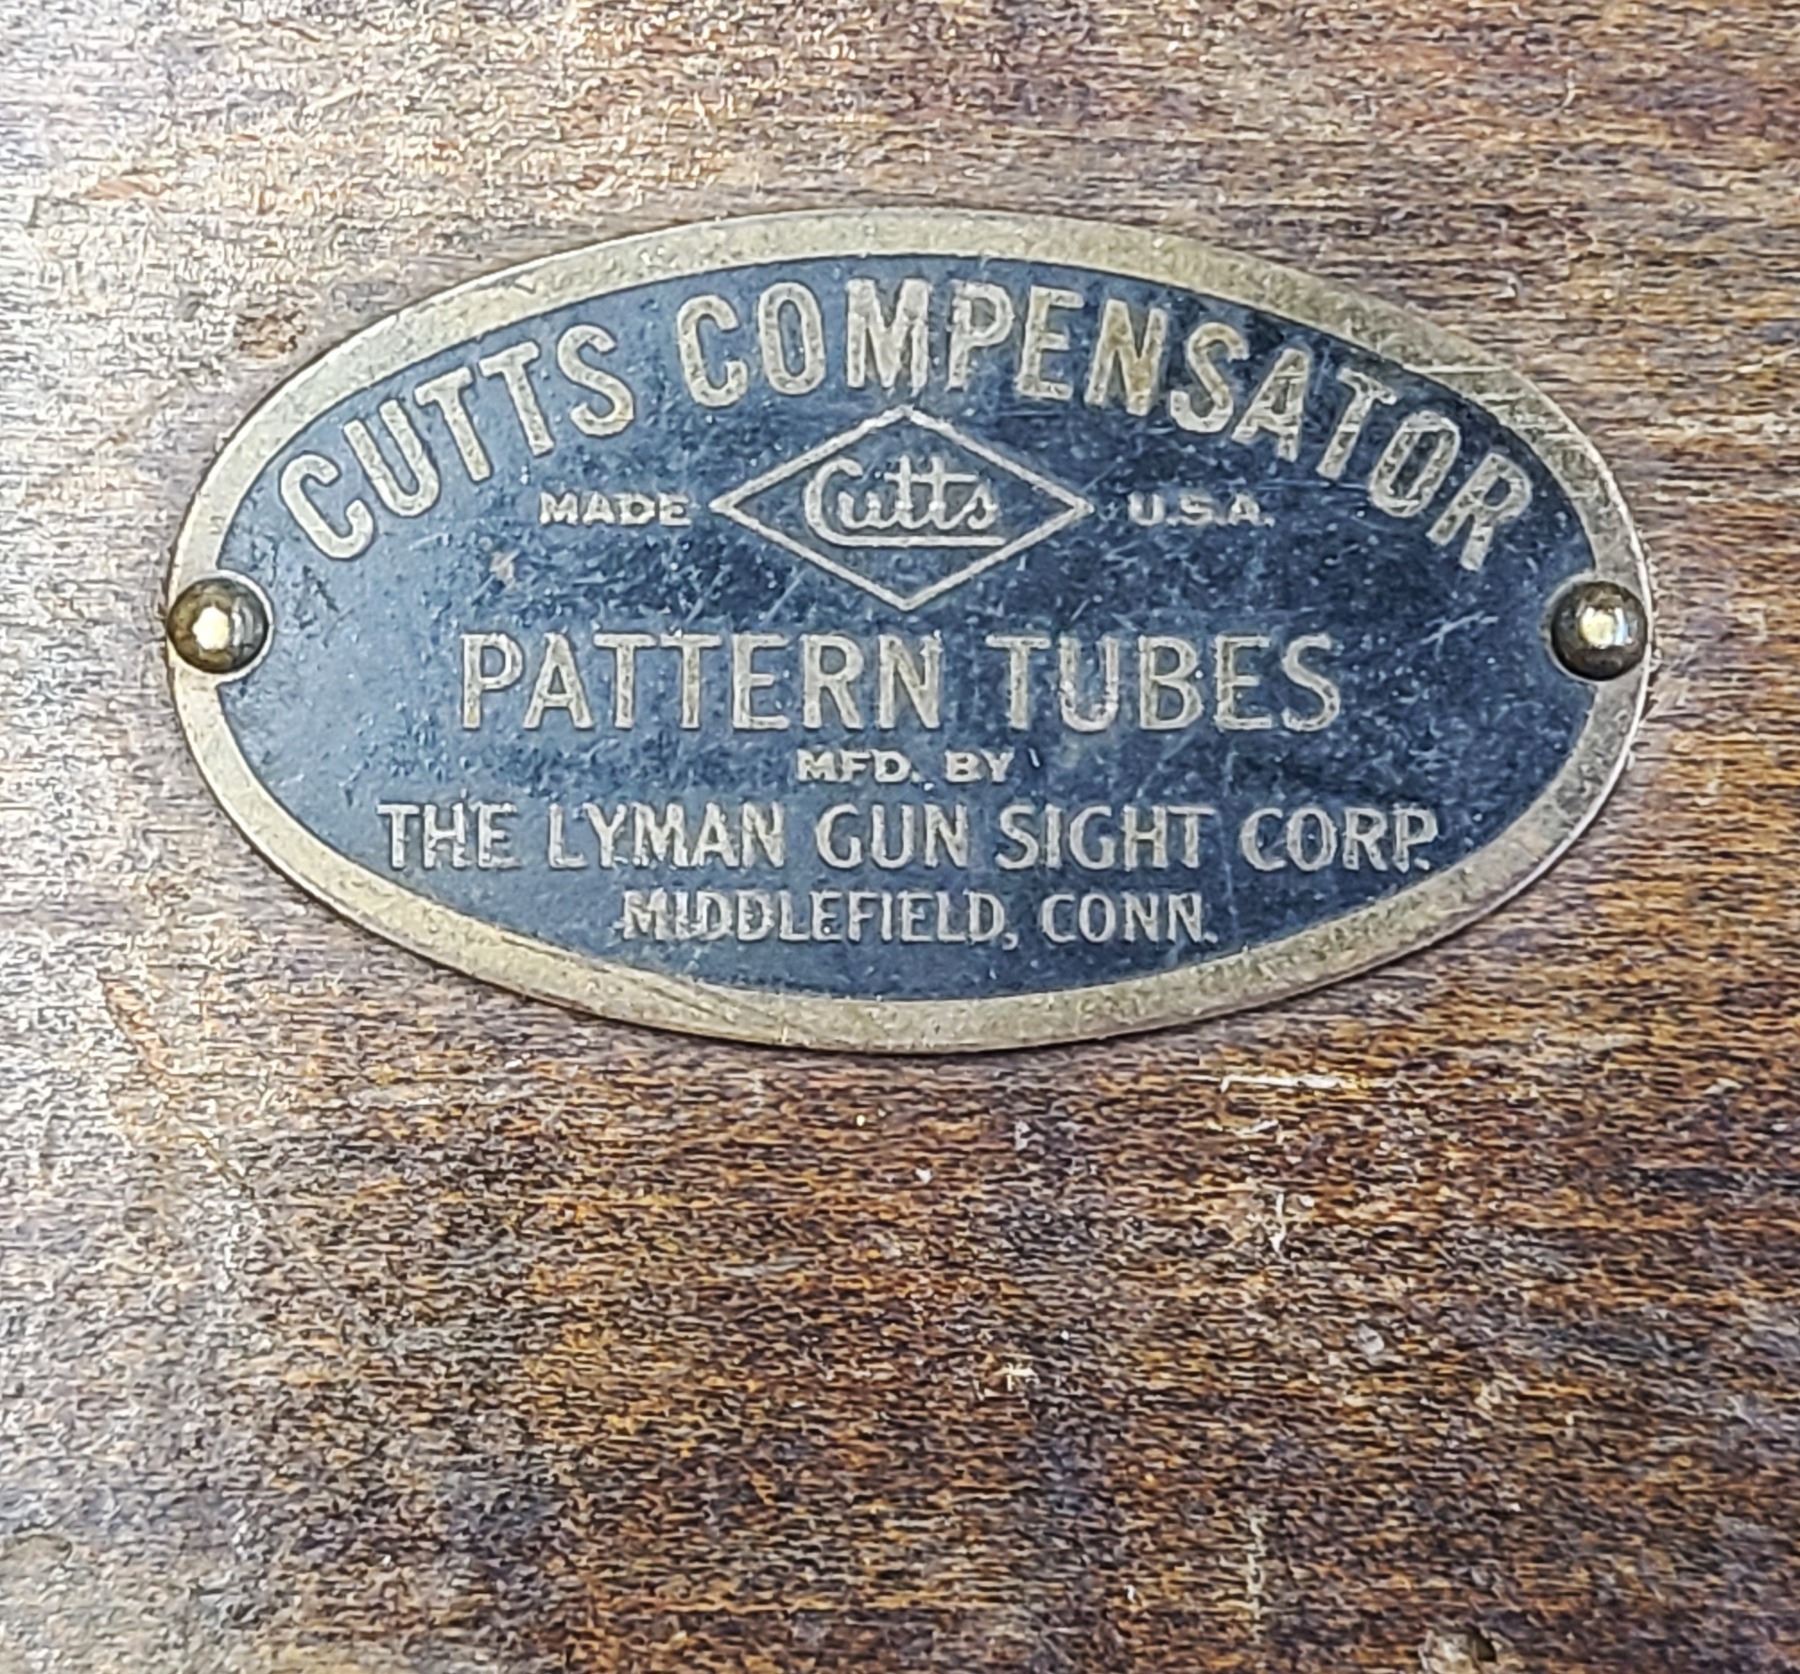 CUTTS COMPENSATOR
MADE Cutts U.S.A.
PATTERN TUBES
MFD. BY
THE LYMAN GUN SIGHT CORP.
MIDDLEFIELD, CONN.